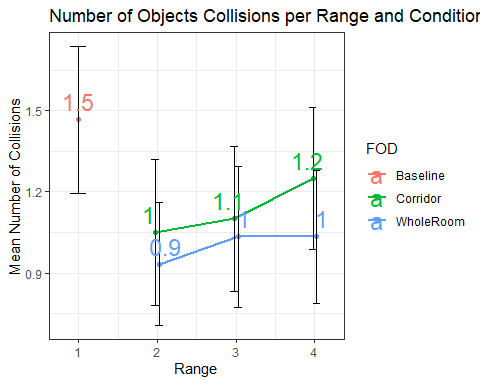 Number of Objects Collisions per Range and Condition
Mean Number of Collisions
1.5
1.2
0.9
1.5
1
1.1
1.2
0.9
1
1
1 2 3 4
Range
FOD
a Baseline
a Corridor
a WholeRoom